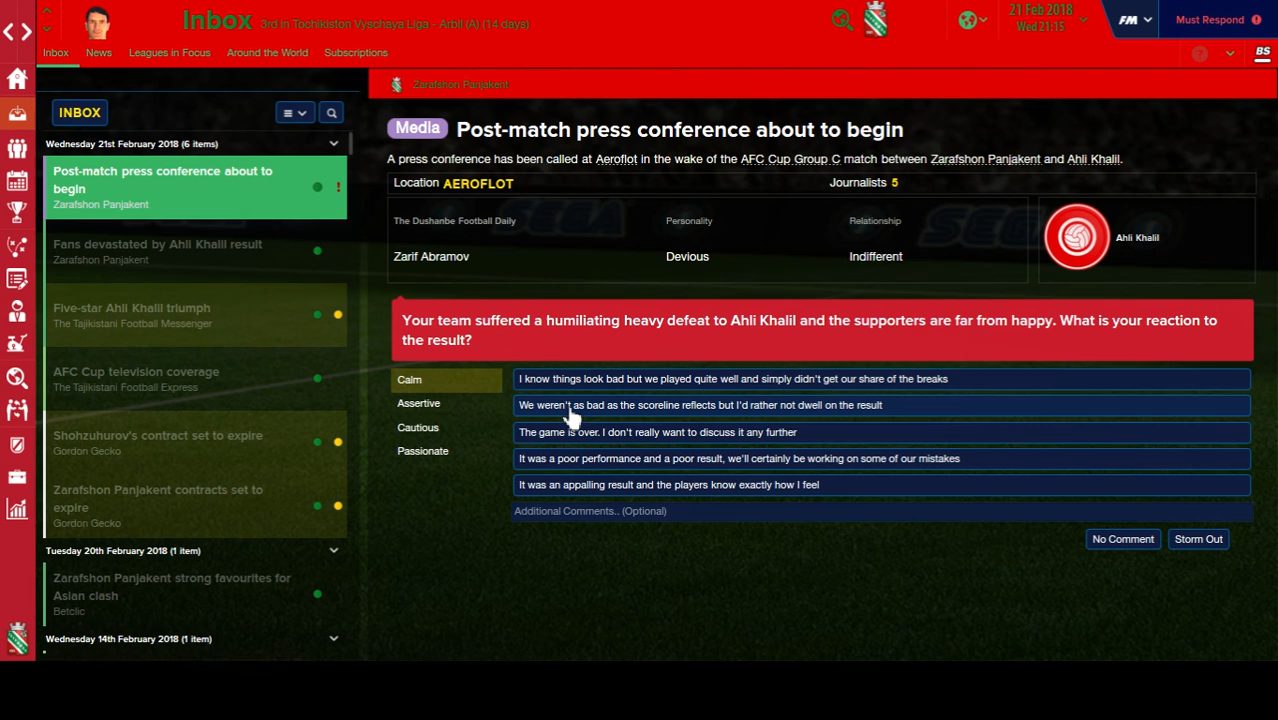 Inbox
3rd in Tochikiston Vyschaya Liga - Arbil (A) (14 days)
21 Feb 2018
Wed 21:15
FM
Must Respond
Inbox
News
Leagues in Focus
Around the World
Subscriptions
?
BS
Zarafshon Panjakent
INBOX
Wednesday 21st February 2018 (6 items)
Post-match press conference about to
begin
Zarafshon Panjakent
!
Fans devastated by Ahli Khalil result
Zarafshon Panjakent
Five-star Ahli Khalil triumph
The Tajikistani Football Messenger
AFC Cup television coverage
The Tajikistani Football Express
Shohzuhurov's contract set to expire
Gordon Gecko
Zarafshon Panjakent contracts set to
expire
Gordon Gecko
Tuesday 20th February 2018 (1 item)
Zarafshon Panjakent strong favourites for
Asian clash
Betclic
Wednesday 14th February 2018 (1 item)
Media
Post-match press conference about to begin
A press conference has been called at Aeroflot in the wake of the AFC Cup Group C match between Zarafshon Panjakent and Ahli Khalil.
Location AEROFLOT
Journalists 5
The Dushanbe Football Daily
Personality
Relationship
Zarif Abramov
Devious
Indifferent
Ahli Khalil
SEGA
Your team suffered a humiliating heavy defeat to Ahli Khalil and the supporters are far from happy. What is your reaction to
the result?
Calm
Assertive
Cautious
Passionate
I know things look bad but we played quite well and simply didn't get our share of the breaks
We weren't as bad as the scoreline reflects but I'd rather not dwell on the result
The game is over. I don't really want to discuss it any further
It was a poor performance and a poor result, we'll certainly be working on some of our mistakes
It was an appalling result and the players know exactly how I feel
Additional Comments.. (Optional)
No Comment
Storm Out